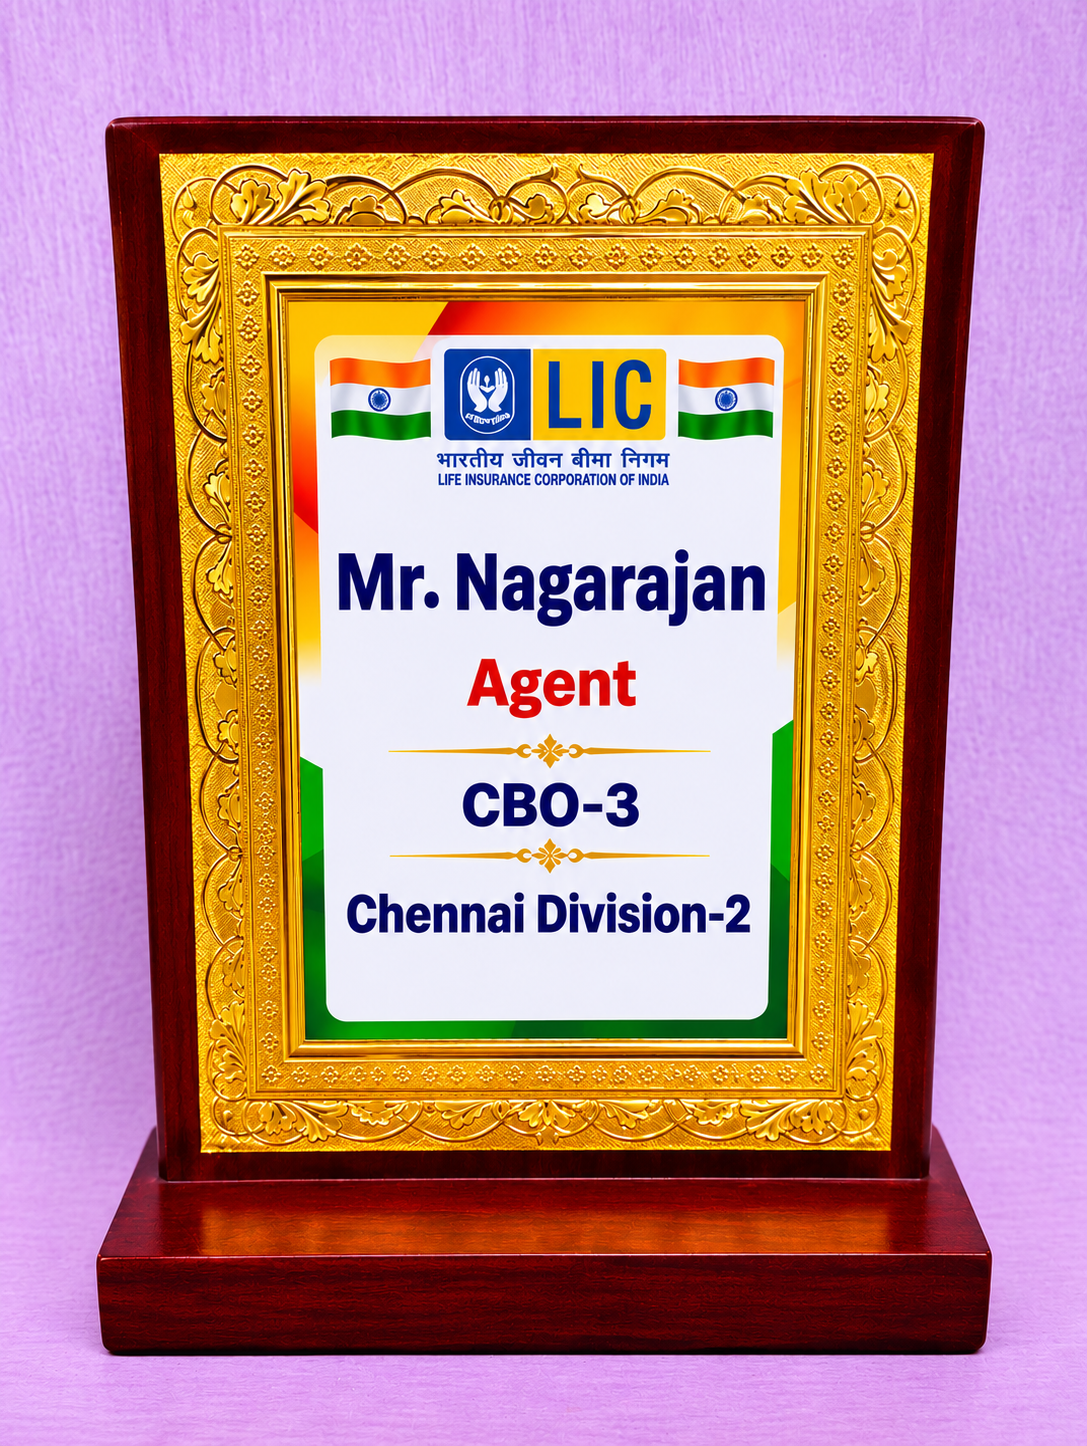 LIC
भारतीय जीवन बीमा निगम
LIFE INSURANCE CORPORATION OF INDIA
Mr. Nagarajan
Agent
CBO-3
Chennai Division-2